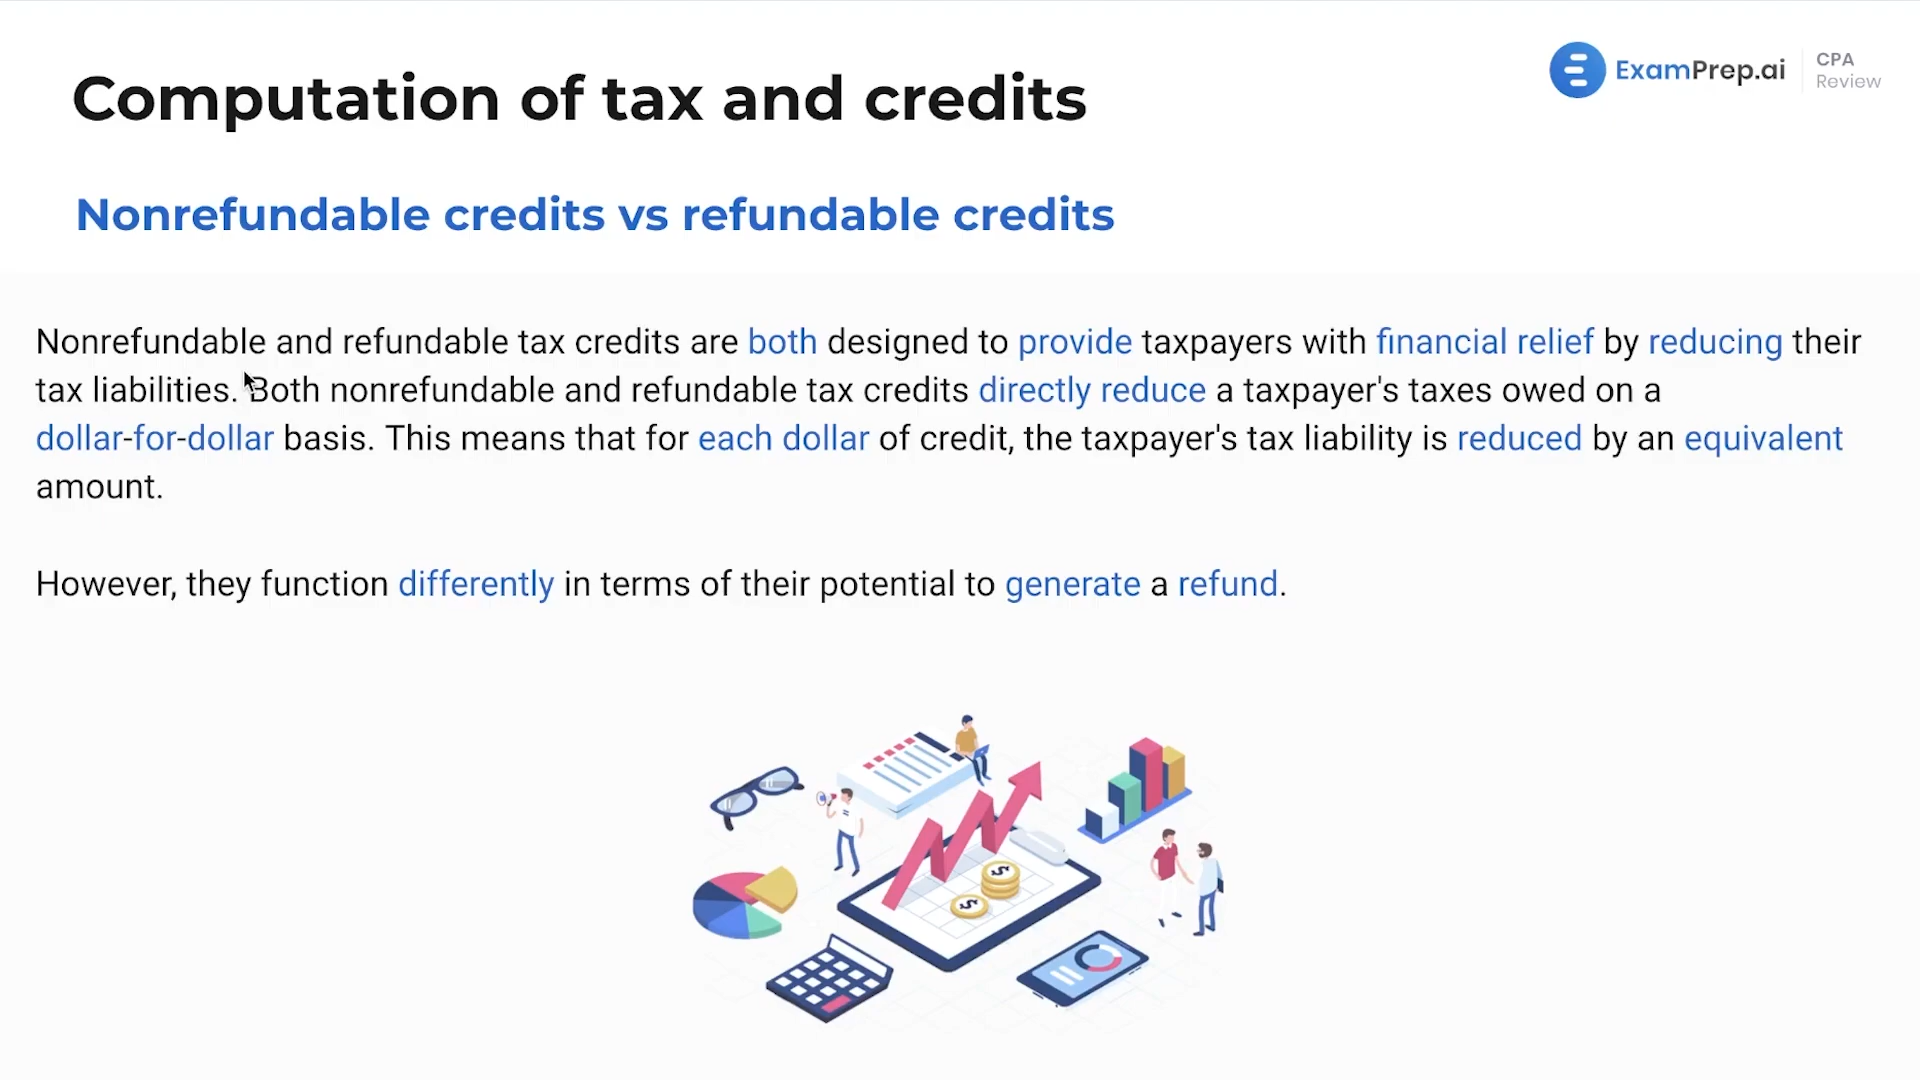 Computation of tax and credits
ExamPrep.ai
CPA
Review
Nonrefundable credits vs refundable credits
Nonrefundable and refundable tax credits are both designed to provide taxpayers with financial relief by reducing their
tax liabilities. Both nonrefundable and refundable tax credits directly reduce a taxpayer's taxes owed on a
dollar-for-dollar basis. This means that for each dollar of credit, the taxpayer's tax liability is reduced by an equivalent
amount.
However, they function differently in terms of their potential to generate a refund.
$
$